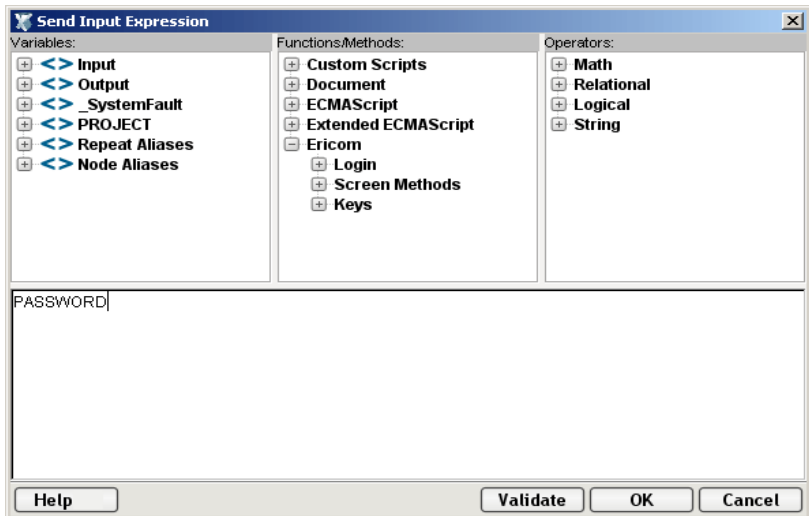 Send Input Expression
Variables:
Functions/Methods:
Operators:
<> Input
<> Output
<> _SystemFault
<> PROJECT
<> Repeat Aliases
<> Node Aliases
Custom Scripts
Document
ECMAScript
Extended ECMAScript
Ericom
Login
Screen Methods
Keys
Math
Relational
Logical
String
PASSWORD
Help
Validate
OK
Cancel